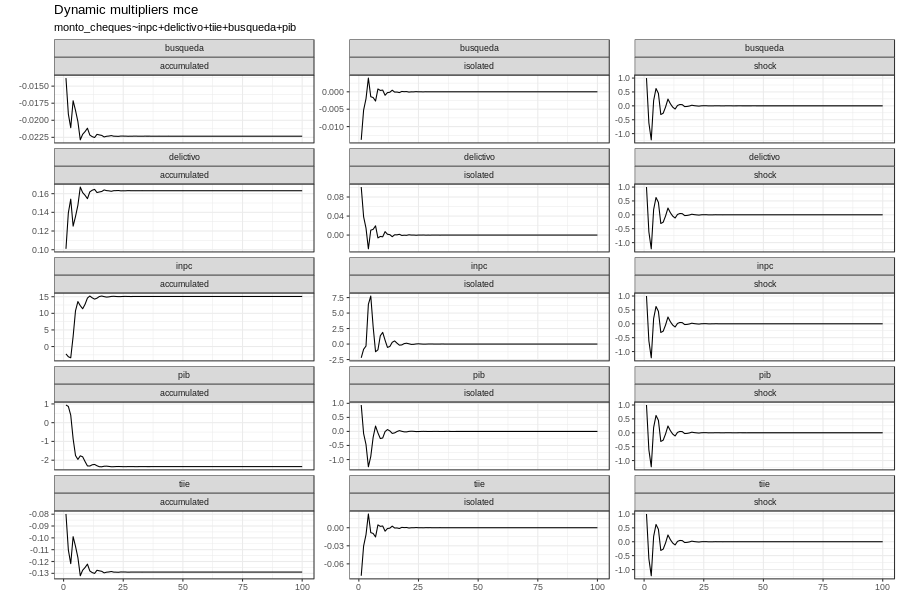 Dynamic multipliers mce
monto_cheques~inpc+delictivo+tiie+busqueda+pib
busqueda
accumulated
-0.0150
-0.0175
-0.0200
-0.0225
busqueda
isolated
0.000
-0.005
-0.010
busqueda
shock
1.0
0.5
0.0
-0.5
-1.0
delictivo
accumulated
0.16
0.14
0.12
0.10
delictivo
isolated
0.08
0.04
0.00
delictivo
shock
1.0
0.5
0.0
-0.5
-1.0
inpc
accumulated
15
10
5
0
inpc
isolated
7.5
5.0
2.5
0.0
-2.5
inpc
shock
1.0
0.5
0.0
-0.5
-1.0
pib
accumulated
1
0
-1
-2
pib
isolated
1.0
0.5
0.0
-0.5
-1.0
pib
shock
1.0
0.5
0.0
-0.5
-1.0
tiie
accumulated
-0.08
-0.09
-0.10
-0.11
-0.12
-0.13
0 25 50 75 100
tiie
isolated
0.00
-0.03
-0.06
0 25 50 75 100
tiie
shock
1.0
0.5
0.0
-0.5
-1.0
0 25 50 75 100